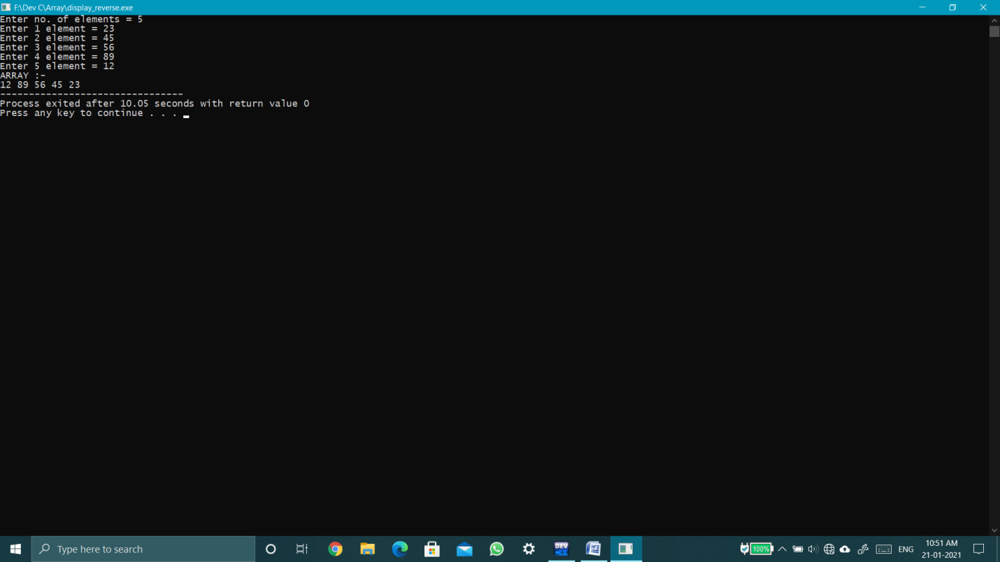 F:\Dev C\Array\display_reverse.exe
Enter no. of elements = 5
Enter 1 element = 23
Enter 2 element = 45
Enter 3 element = 56
Enter 4 element = 89
Enter 5 element = 12
ARRAY :-
12 89 56 45 23
--------------------------------
Process exited after 10.05 seconds with return value 0
Press any key to continue . . .
Type here to search
DEV
100%
ENG
10:51 AM
21-01-2021